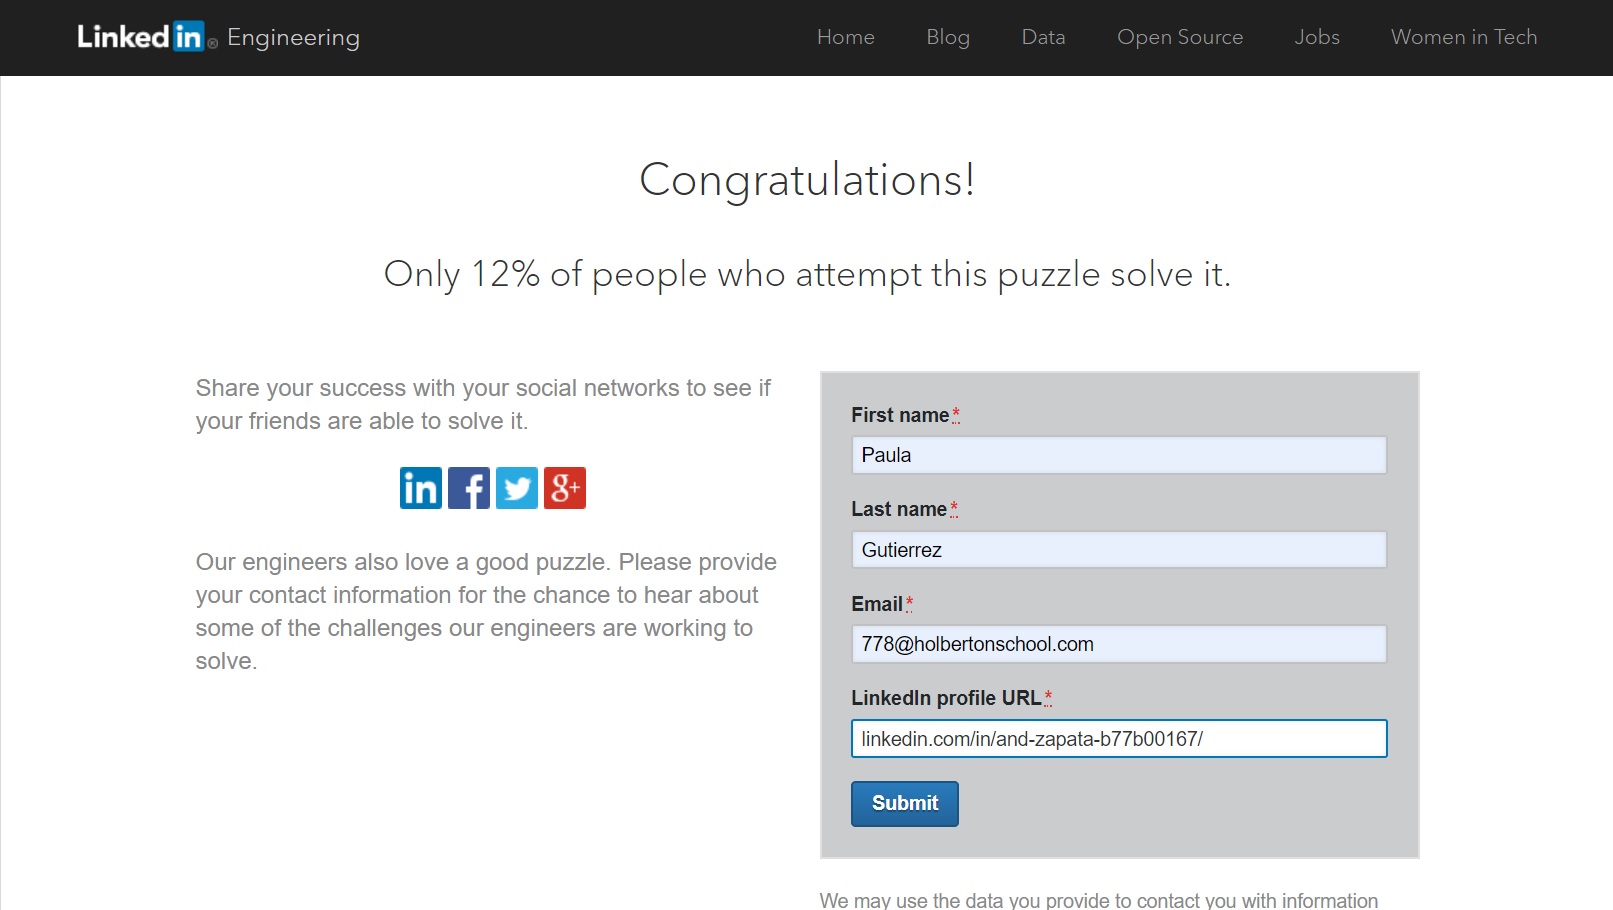 Linked in ® Engineering
Home Blog Data Open Source Jobs Women in Tech
Congratulations!
Only 12% of people who attempt this puzzle solve it.
Share your success with your social networks to see if
your friends are able to solve it.
in f g+
Our engineers also love a good puzzle. Please provide
your contact information for the chance to hear about
some of the challenges our engineers are working to
solve.
First name*
Paula
Last name*
Gutierrez
Email*
778@holbertonschool.com
LinkedIn profile URL*
linkedin.com/in/and-zapata-b77b00167/
Submit
We may use the data you provide to contact you with information